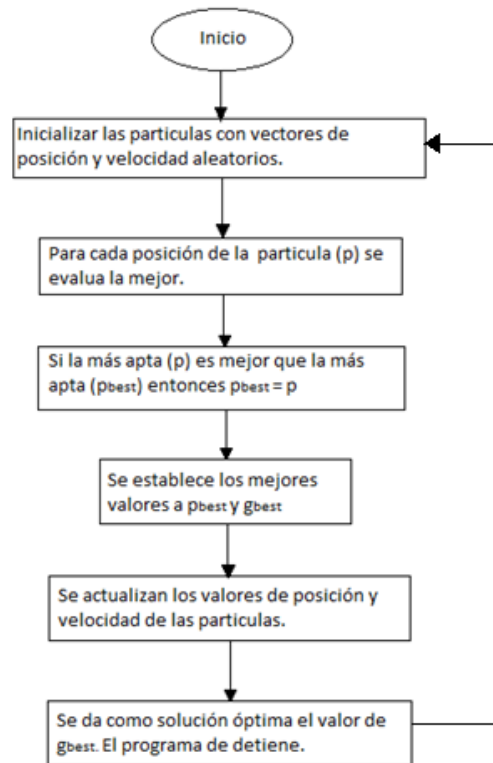 Inicio
Inicializar las particulas con vectores de
posición y velocidad aleatorios.
Para cada posición de la particula (p) se
evalua la mejor.
Si la más apta (p) es mejor que la más
apta (pbest) entonces pbest = p
Se establece los mejores
valores a pbest y gbest
Se actualizan los valores de posición y
velocidad de las particulas.
Se da como solución óptima el valor de
gbest. El programa de detiene.